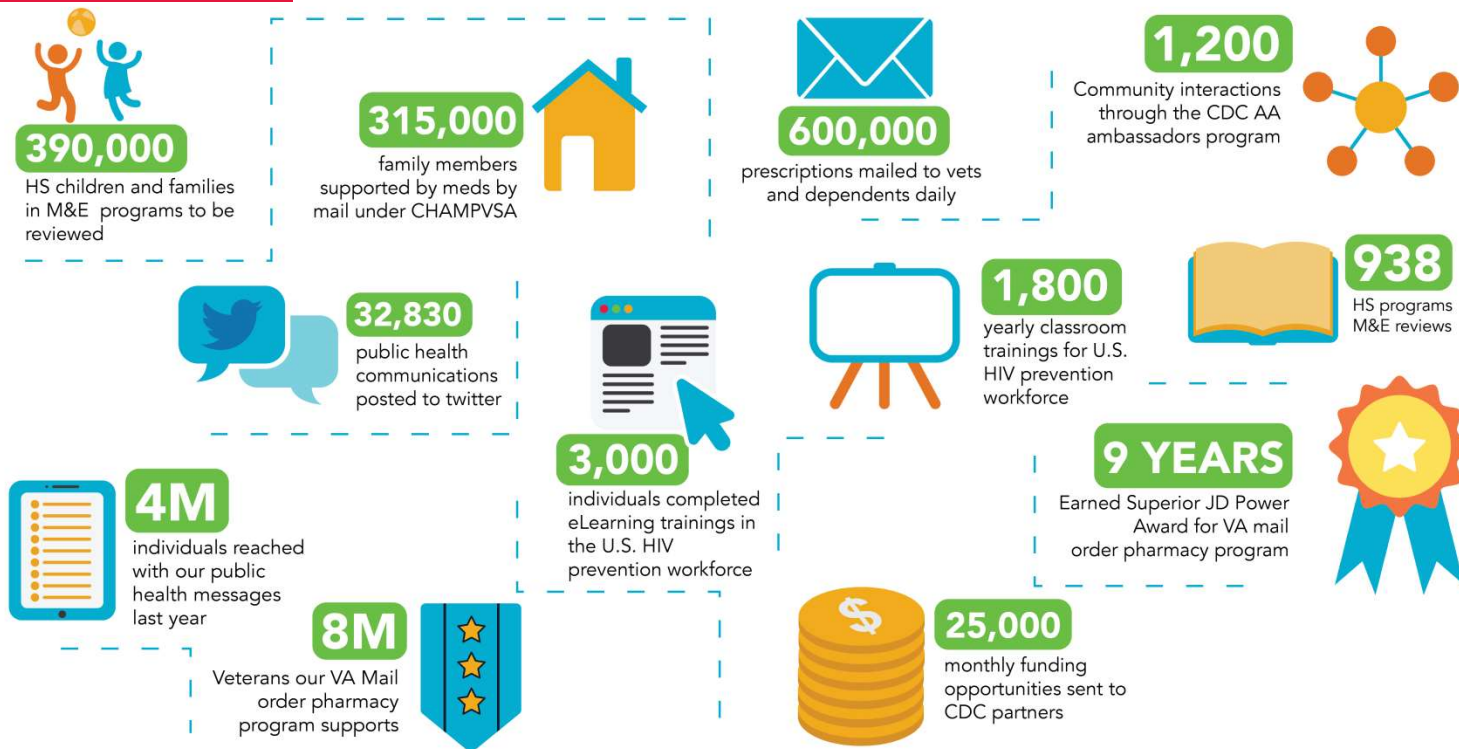 390,000
HS children and families
in M&E programs to be
reviewed
315,000
family members
supported by meds by
mail under CHAMPVSA
600,000
prescriptions mailed to vets
and dependents daily
1,200
Community interactions
through the CDC AA
ambassadors program
32,830
public health
communications
posted to twitter
3,000
individuals completed
eLearning trainings in
the U.S. HIV
prevention workforce
1,800
yearly classroom
trainings for U.S.
HIV prevention
workforce
938
HS programs
M&E reviews
4M
individuals reached
with our public
health messages
last year
8M
Veterans our VA Mail
order pharmacy
program supports
$
25,000
monthly funding
opportunities sent to
CDC partners
9 YEARS
Earned Superior JD Power
Award for VA mail
order pharmacy program